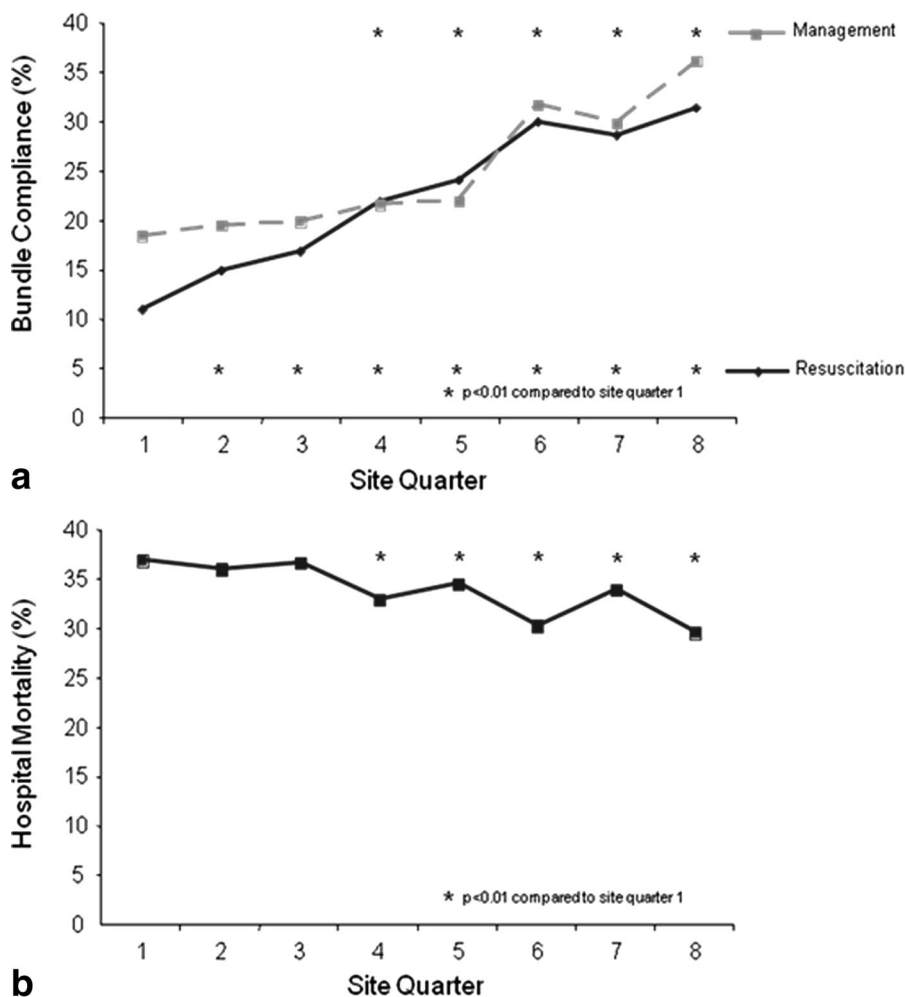 40 * * * * * Management
35
30
25
20
15
10
5 * * * * * * * Resuscitation
* p<0.01 compared to site quarter 1
0
1 2 3 4 5 6 7 8
Bundle Compliance (%)
Site Quarter
a
40
* * * * *
35
30
25
20
15
10
5
* p<0.01 compared to site quarter 1
0
1 2 3 4 5 6 7 8
Hospital Mortality (%)
Site Quarter
b